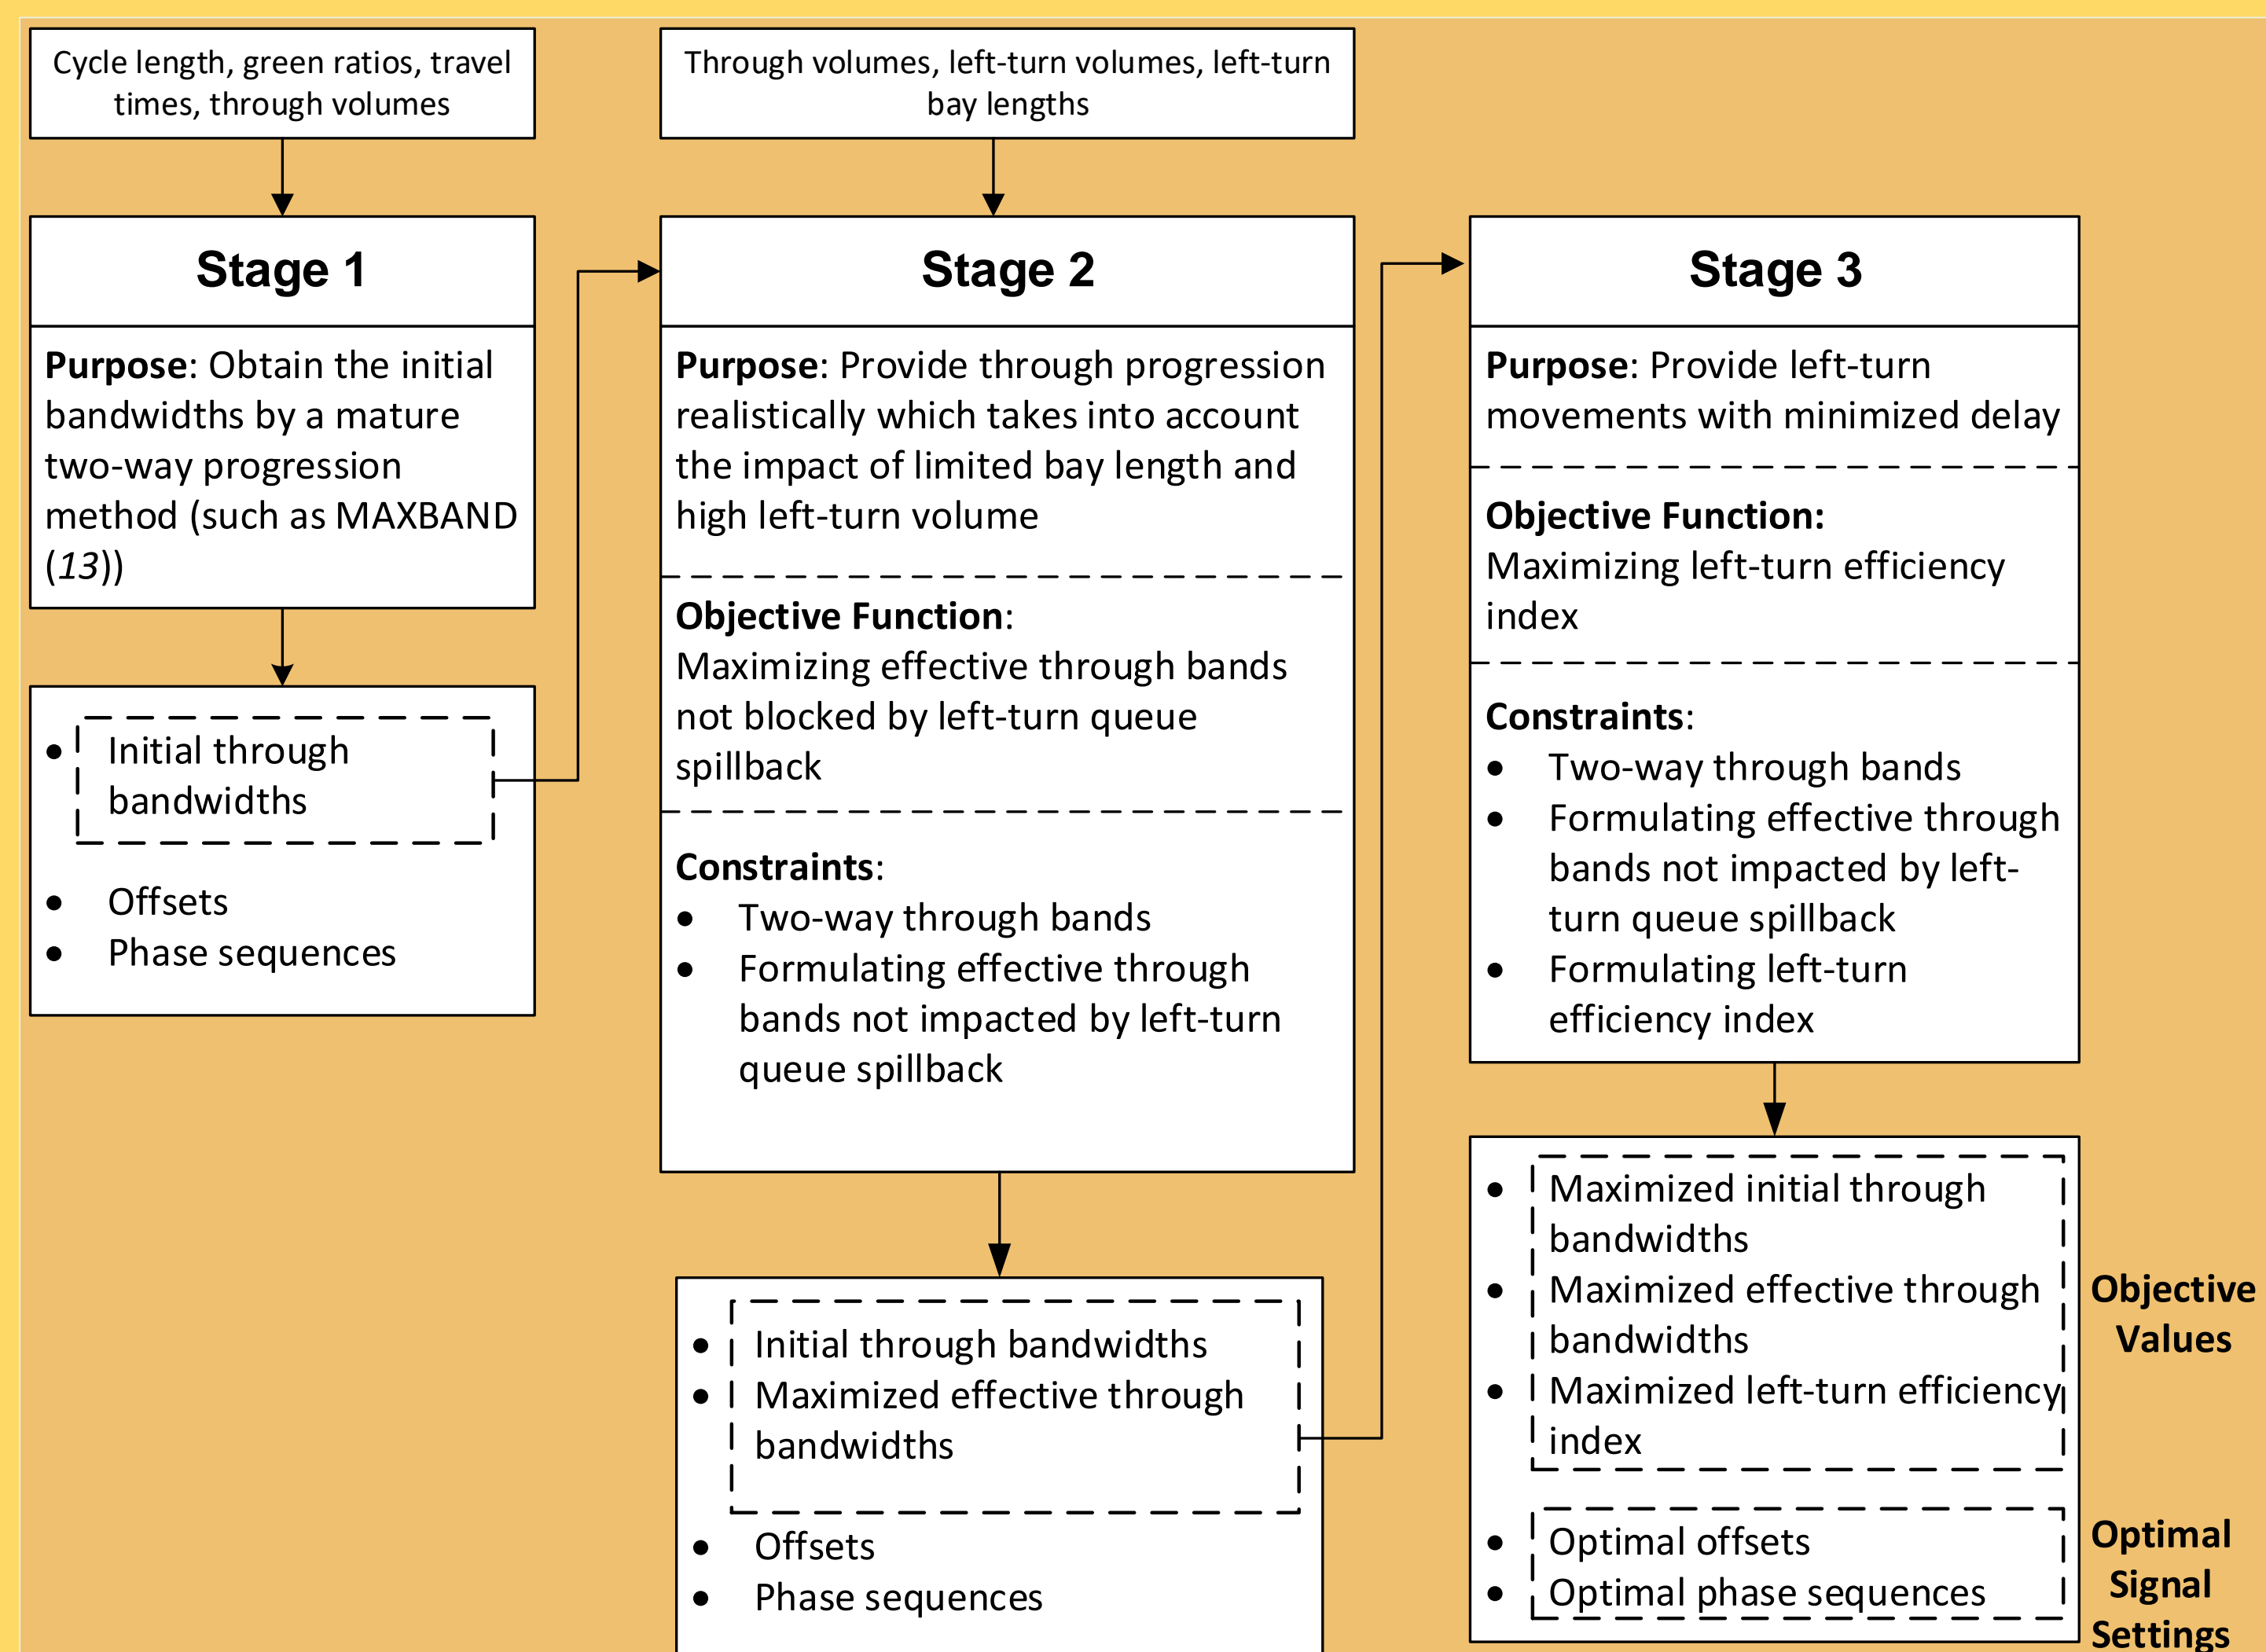 Cycle length, green ratios, travel
times, through volumes
Stage 1
Purpose: Obtain the initial
bandwidths by a mature
two-way progression
method (such as MAXBAND
(13))
• Initial through
bandwidths
• Offsets
• Phase sequences
Through volumes, left-turn volumes, left-turn
bay lengths
Stage 2
Purpose: Provide through progression
realistically which takes into account
the impact of limited bay length and
high left-turn volume
Objective Function:
Maximizing effective through bands
not blocked by left-turn queue
spillback
Constraints:
• Two-way through bands
• Formulating effective through
bands not impacted by left-turn
queue spillback
• Initial through bandwidths
• Maximized effective through
bandwidths
• Offsets
• Phase sequences
Stage 3
Purpose: Provide left-turn
movements with minimized delay
Objective Function:
Maximizing left-turn efficiency
index
Constraints:
• Two-way through bands
• Formulating effective through
bands not impacted by left-
turn queue spillback
• Formulating left-turn
efficiency index
• Maximized initial through
bandwidths
• Maximized effective through
bandwidths
• Maximized left-turn efficiency
index
Objective
Values
• Optimal offsets
• Optimal phase sequences
Optimal
Signal
Settings